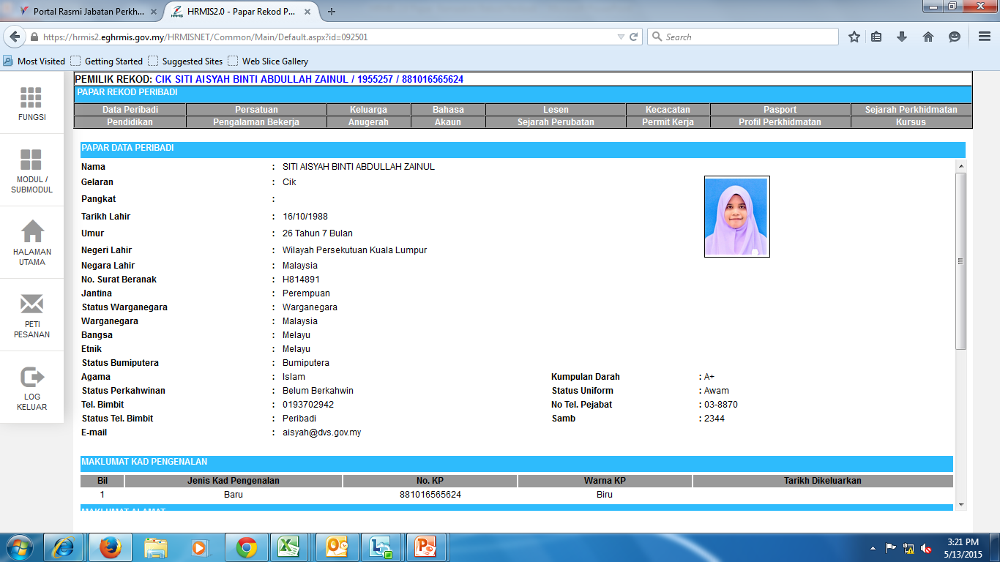 Portal Rasmi Jabatan Perkh...
HRMIS2.0 - Papar Rekod P...
https://hrmis2.eghrmis.gov.my/HRMISNET/Common/Main/Default.aspx?id=092501
Search
Most Visited Getting Started Suggested Sites Web Slice Gallery
FUNGSI
MODUL / SUBMODUL
HALAMAN UTAMA
PETI PESANAN
LOG KELUAR
PEMILIK REKOD: CIK SITI AISYAH BINTI ABDULLAH ZAINUL / 1955257 / 881016565624
PAPAR REKOD PERIBADI
Data Peribadi Persatuan Keluarga Bahasa Lesen Kecacatan Pasport Sejarah Perkhidmatan
Pendidikan Pengalaman Bekerja Anugerah Akaun Sejarah Perubatan Permit Kerja Profil Perkhidmatan Kursus
PAPAR DATA PERIBADI
Nama : SITI AISYAH BINTI ABDULLAH ZAINUL
Gelaran : Cik
Pangkat :
Tarikh Lahir : 16/10/1988
Umur : 26 Tahun 7 Bulan
Negeri Lahir : Wilayah Persekutuan Kuala Lumpur
Negara Lahir : Malaysia
No. Surat Beranak : H814891
Jantina : Perempuan
Status Warganegara : Warganegara
Warganegara : Malaysia
Bangsa : Melayu
Etnik : Melayu
Status Bumiputera : Bumiputera
Agama : Islam Kumpulan Darah : A+
Status Perkahwinan : Belum Berkahwin Status Uniform : Awam
Tel. Bimbit : 0193702942 No Tel. Pejabat : 03-8870
Status Tel. Bimbit : Peribadi Samb : 2344
E-mail : aisyah@dvs.gov.my
MAKLUMAT KAD PENGENALAN
Bil Jenis Kad Pengenalan No. KP Warna KP Tarikh Dikeluarkan
1 Baru 881016565624 Biru
MAKLUMAT ALAMAT
3:21 PM
5/13/2015